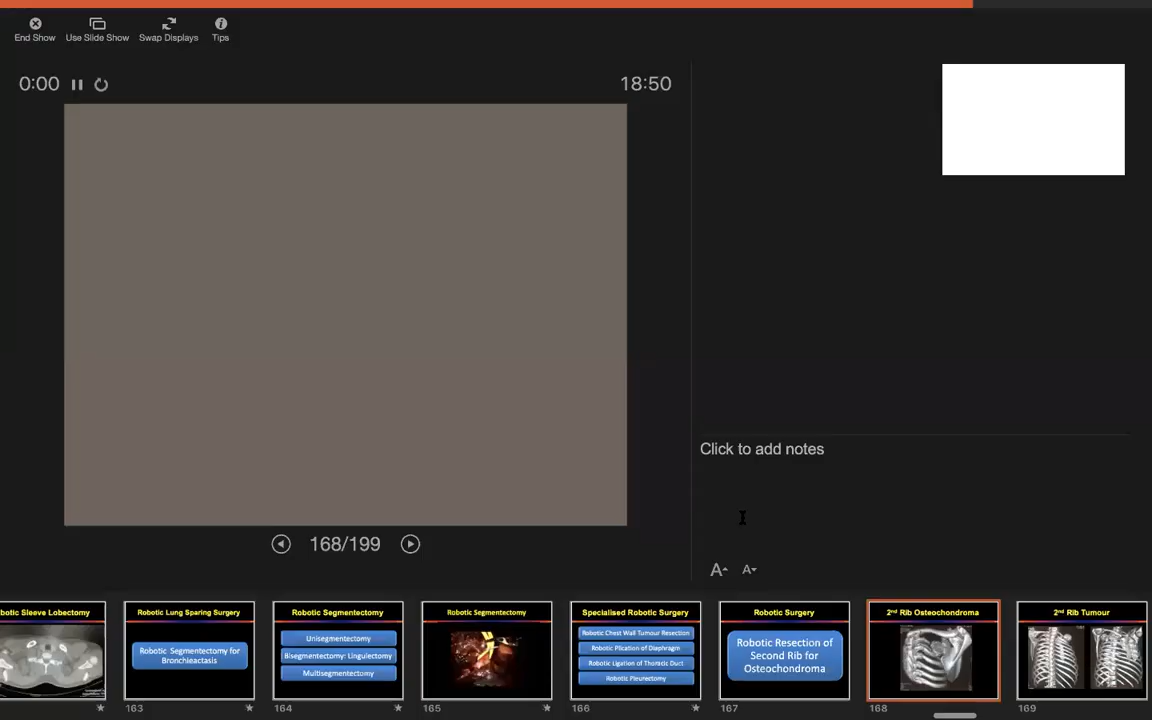 End Show
Use Slide Show
Swap Displays
Tips
0:00
18:50
Click to add notes
168/199
A
A
botic Sleeve Lobectomy
Robotic Lung Sparing Surgery
Robotic Segmentectomy for
Bronchieactasis
163
Robotic Segmentectomy
Unisegmentectomy
Bisegmentectomy: Lingulectomy
Multisegmentectomy
164
Robotic Segmentectomy
165
Specialised Robotic Surgery
Robotic Chest Wall Tumour Resection
Robotic Plication of Diaphragm
Robotic Ligation of Thoracic Duct
Robotic Pleurectomy
166
Robotic Surgery
Robotic Resection of
Second Rib for
Osteochondroma
167
2nd Rib Osteochondroma
168
2nd Rib Tumour
169